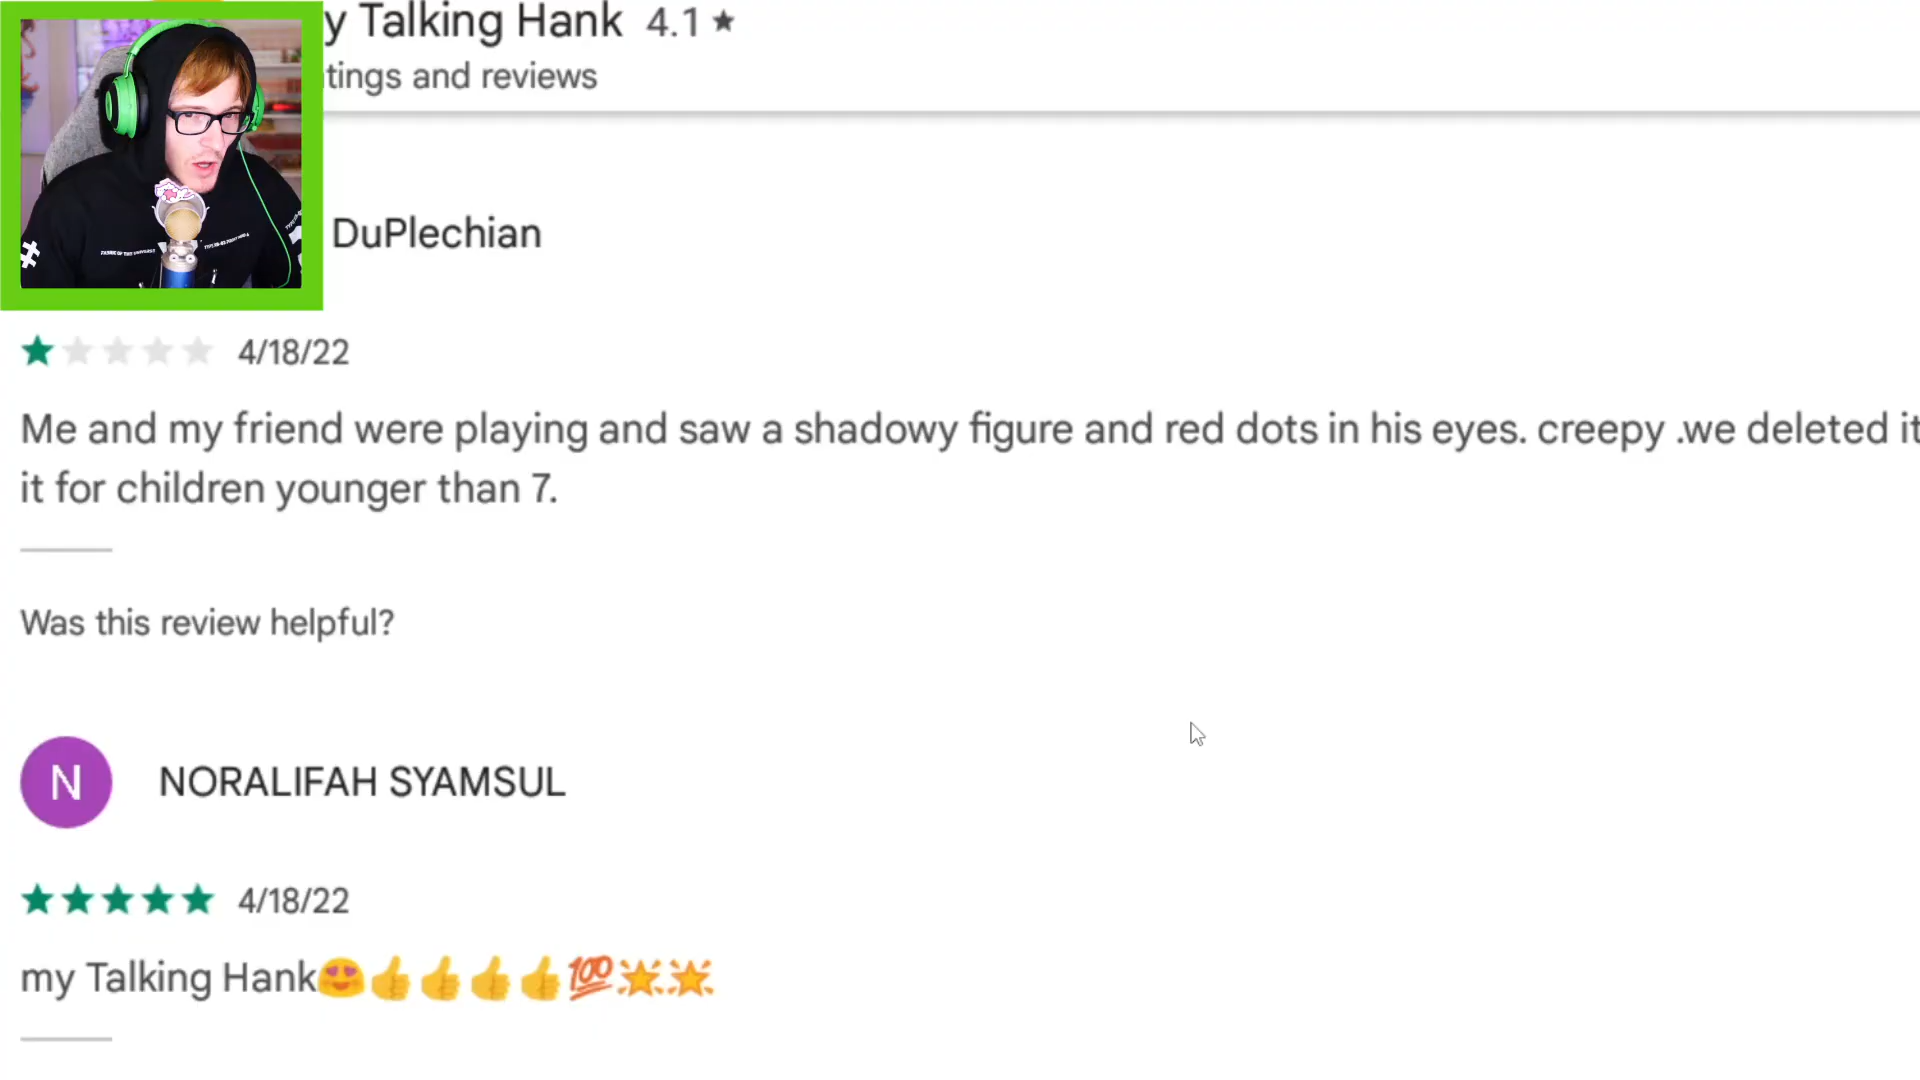 y Talking Hank 4.1 ★
tings and reviews
DuPlechian
4/18/22
Me and my friend were playing and saw a shadowy figure and red dots in his eyes. creepy .we deleted it
it for children younger than 7.
Was this review helpful?
N
NORALIFAH SYAMSUL
4/18/22
my Talking Hank😍👍👍👍👍💯🌟🌟